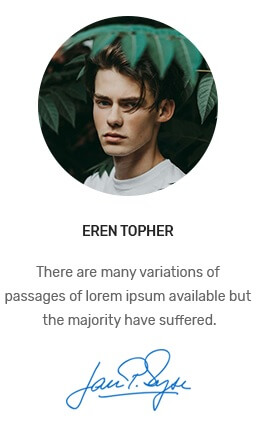 EREN TOPHER
There are many variations of
passages of lorem ipsum available but
the majority have suffered.